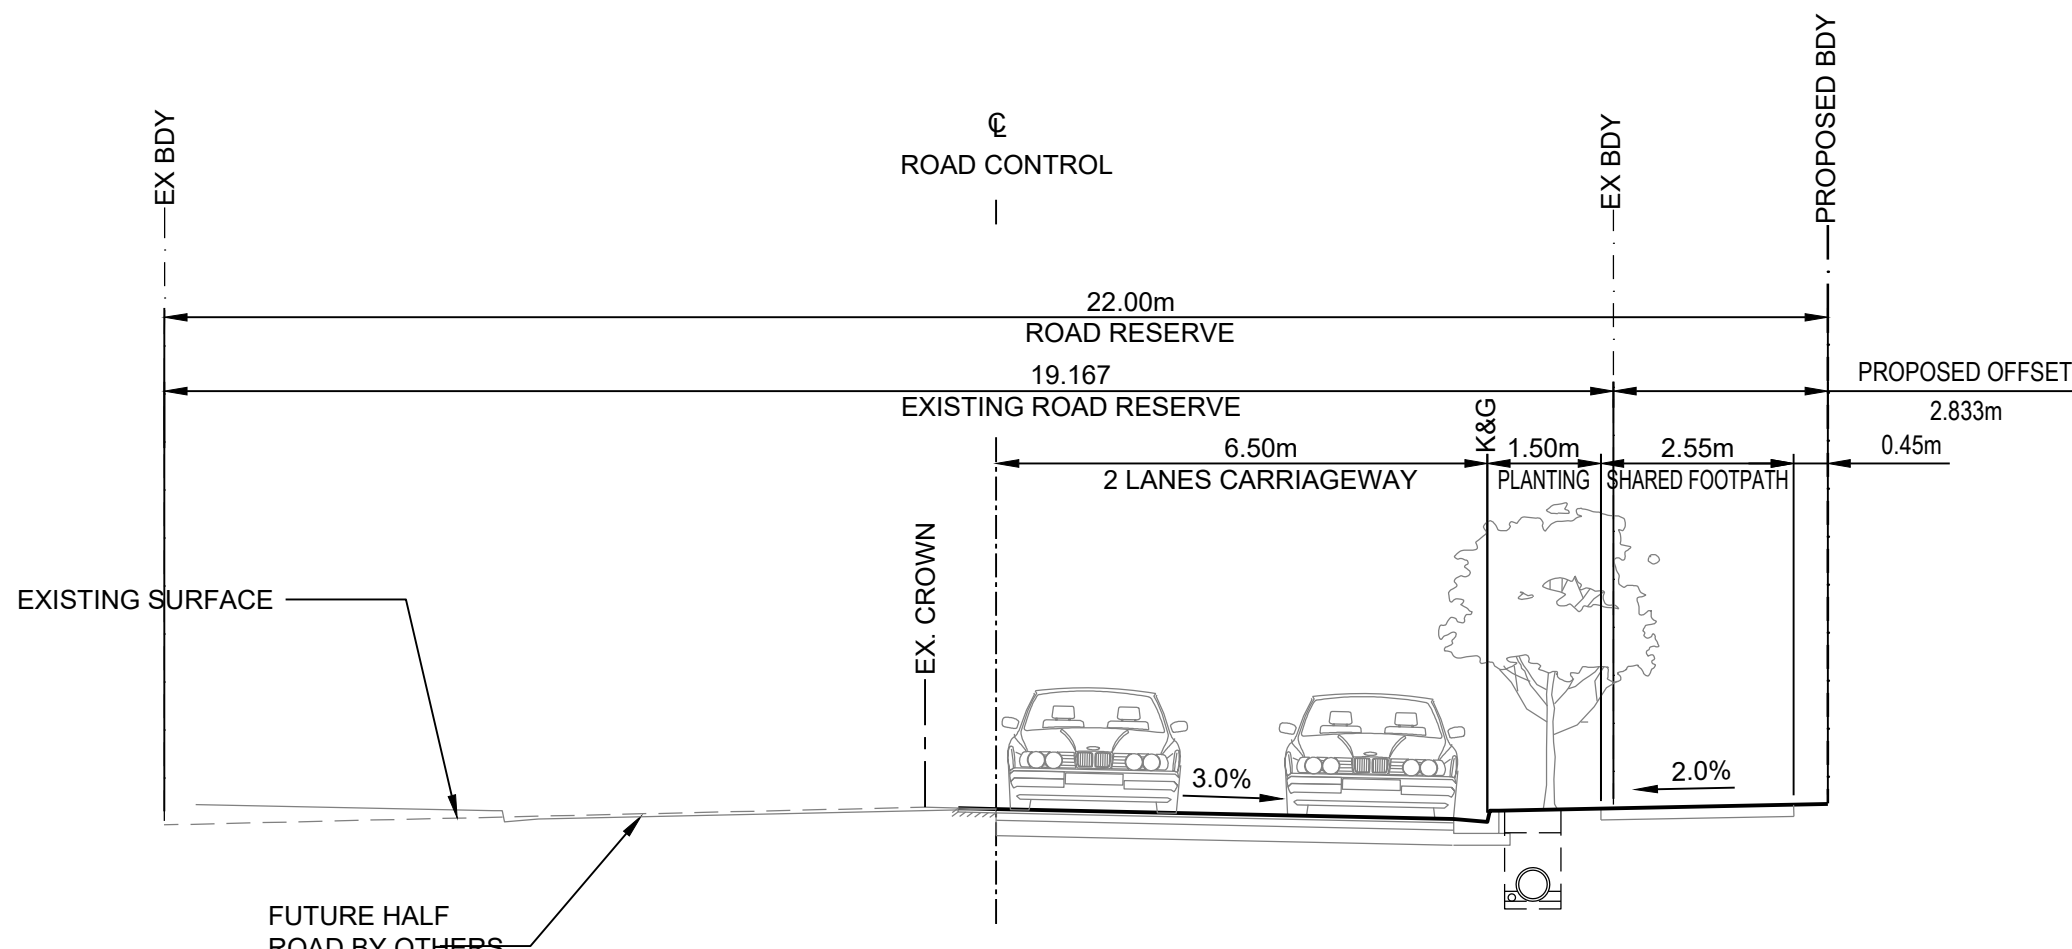 PROPOSED BDY
EX BDY
EX BDY
℄
ROAD CONTROL
22.00m
ROAD RESERVE
19.167
EXISTING ROAD RESERVE
PROPOSED OFFSET
2.833m
K&G
6.50m
2 LANES CARRIAGEWAY
1.50m
PLANTING
2.55m
SHARED FOOTPATH
0.45m
EX. CROWN
EXISTING SURFACE
3.0%
2.0%
FUTURE HALF
ROAD BY OTHERS